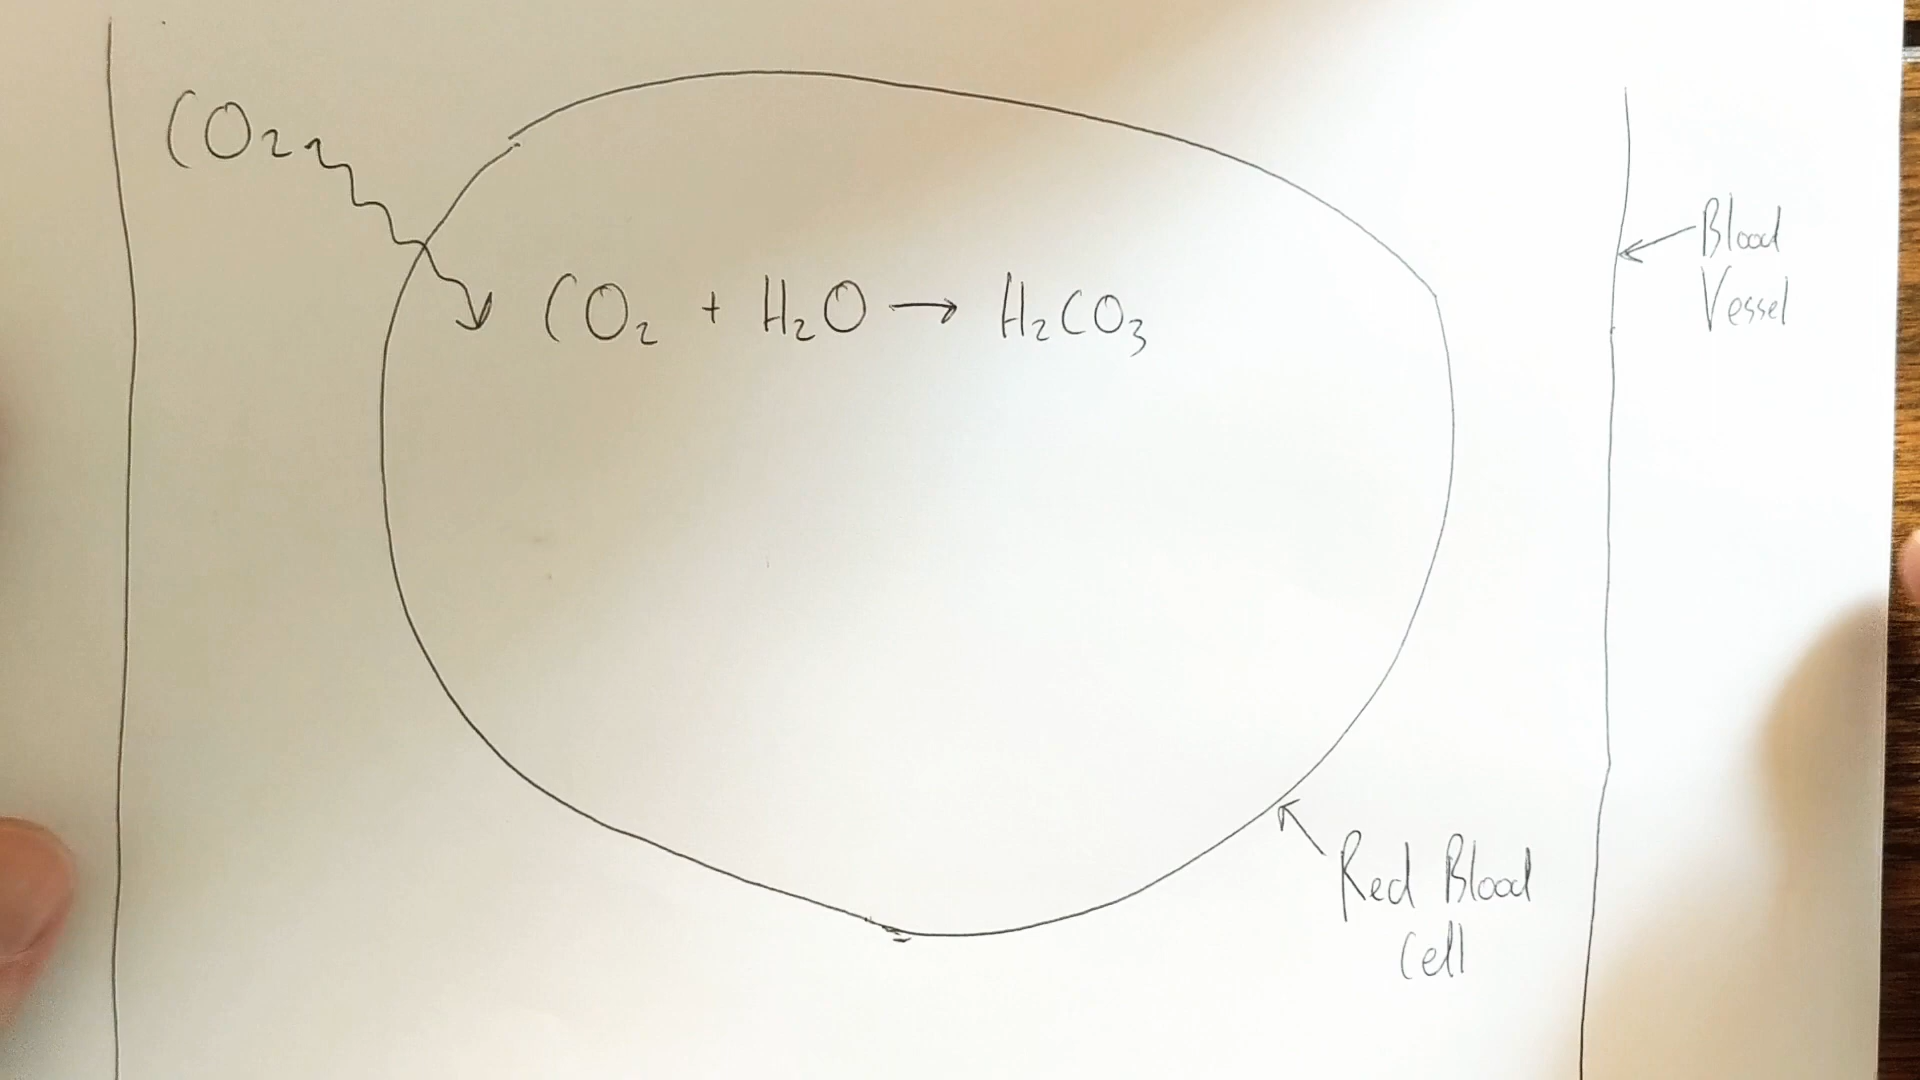 CO₂
CO₂ + H₂O → H₂CO₃
Blood
Vessel
Red Blood
Cell